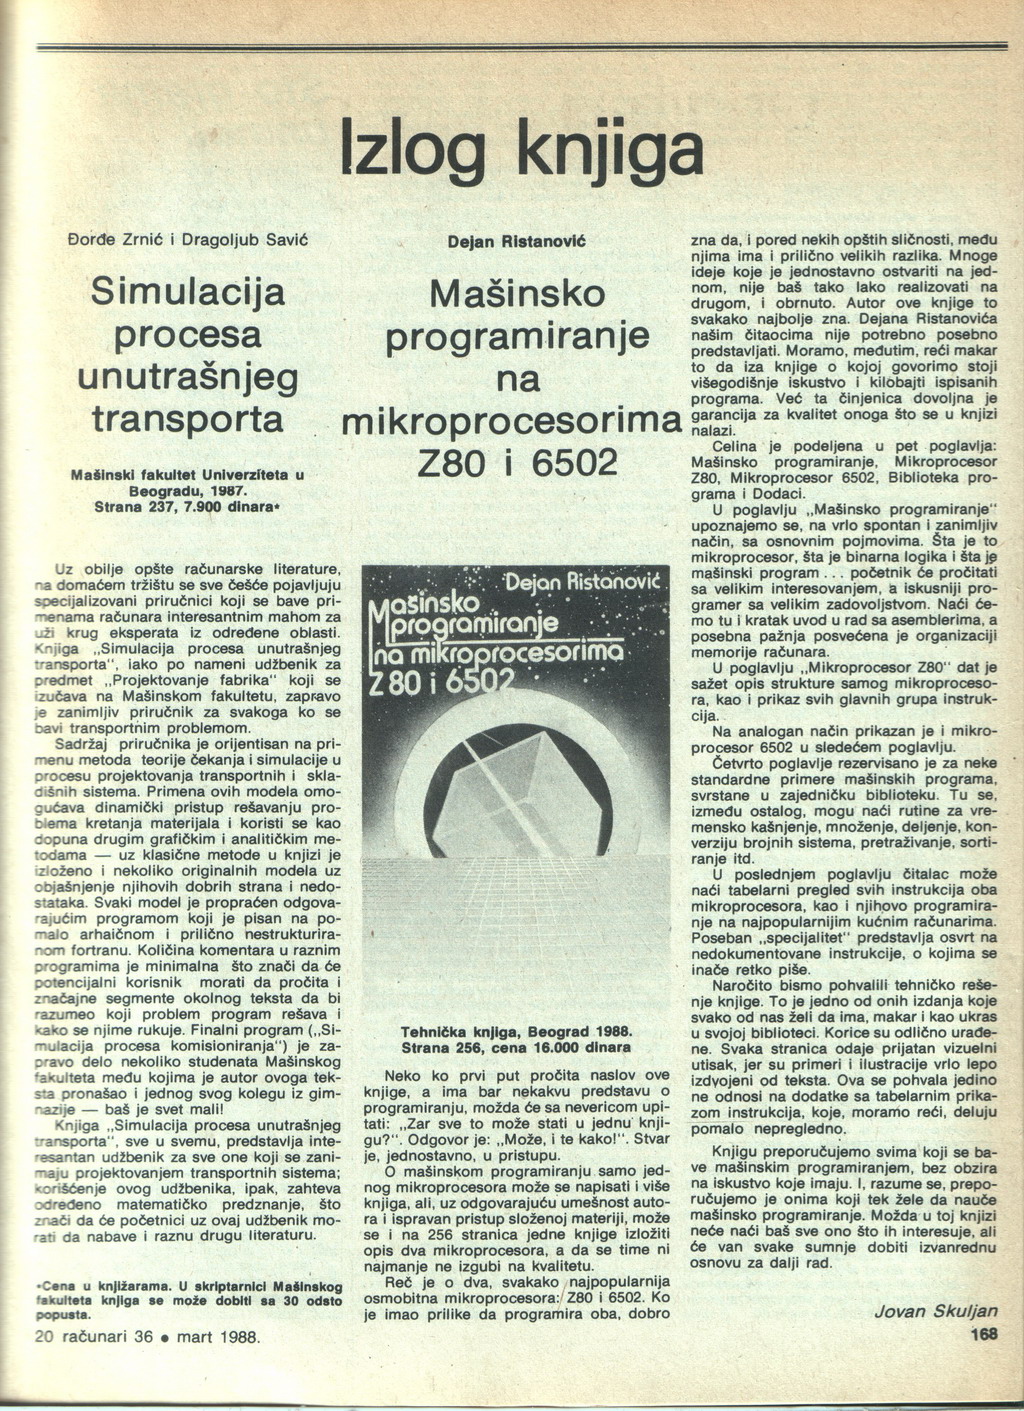 Izlog knjiga
Đorđe Zrnić i Dragoljub Savić
Simulacija
procesa
unutrašnjeg
transporta
Mašinski fakultet Univerziteta u
Beogradu, 1987.
Strana 237, 7.900 dinara*
Uz obilje opšte računarske literature,
na domaćem tržištu se sve češće pojavljuju
specijalizovani priručnici koji se bave pri-
menama računara interesantnim mahom za
uži krug eksperata iz određene oblasti.
Knjiga „Simulacija procesa unutrašnjeg
transporta", iako po nameni udžbenik za
predmet „Projektovanje fabrika" koji se
izučava na Mašinskom fakultetu, zapravo
je zanimljiv priručnik za svakoga ko se
bavi transportnim problemom.
Sadržaj priručnika je orijentisan na pri-
menu metoda teorije čekanja i simulacije u
procesu projektovanja transportnih i skla-
dišnih sistema. Primena ovih modela omo-
gućava dinamički pristup rešavanju pro-
blema kretanja materijala i koristi se kao
dopuna drugim grafičkim i analitičkim me-
todama — uz klasične metode u knjizi je
izloženo i nekoliko originalnih modela uz
objašnjenje njihovih dobrih strana i nedo-
stataka. Svaki model je propraćen odgova-
rajućim programom koji je pisan na po-
malo arhaičnom i prilično nestrukturira-
nom fortranu. Količina komentara u raznim
programima je minimalna što znači da će
potencijalni korisnik morati da pročita i
značajne segmente okolnog teksta da bi
razumeo koji problem program rešava i
kako se njime rukuje. Finalni program („Si-
mulacija procesa komisioniranja") je za-
pravo delo nekoliko studenata Mašinskog
fakulteta među kojima je autor ovoga tek-
sta pronašao i jednog svog kolegu iz gim-
nazije — baš je svet mali!
Knjiga „Simulacija procesa unutrašnjeg
transporta", sve u svemu, predstavlja inte-
resantan udžbenik za sve one koji se zani-
maju projektovanjem transportnih sistema;
korišćenje ovog udžbenika, ipak, zahteva
određeno matematičko predznanje, što
znači da će početnici uz ovaj udžbenik mo-
rati da nabave i raznu drugu literaturu.
*Cena u knjižarama. U skriptarnici Mašinskog
fakulteta knjiga se može dobiti sa 30 odsto
popusta.
20 računari 36 • mart 1988.
Dejan Ristanović
Mašinsko
programiranje
na
mikroprocesorima
Z80 i 6502
Dejan Ristanović
Mašinsko
programiranje
na mikroprocesorima
Z 80 i 6502
Tehnička knjiga, Beograd 1988.
Strana 256, cena 16.000 dinara
Neko ko prvi put pročita naslov ove
knjige, a ima bar nekakvu predstavu o
programiranju, možda će sa nevericom upi-
tati: „Zar sve to može stati u jednu knji-
gu?". Odgovor je: „Može, i te kako!". Stvar
je, jednostavno, u pristupu.
O mašinskom programiranju samo jed-
nog mikroprocesora može se napisati i više
knjiga, ali, uz odgovarajuću umešnost auto-
ra i ispravan pristup složenoj materiji, može
se i na 256 stranica jedne knjige izložiti
opis dva mikroprocesora, a da se time ni
najmanje ne izgubi na kvalitetu.
Reč je o dva, svakako najpopularnija
osmobitna mikroprocesora: Z80 i 6502. Ko
je imao prilike da programira oba, dobro
zna da, i pored nekih opštih sličnosti, među
njima ima i prilično velikih razlika. Mnoge
ideje koje je jednostavno ostvariti na jed-
nom, nije baš tako lako realizovati na
drugom, i obrnuto. Autor ove knjige to
svakako najbolje zna. Dejana Ristanovića
našim čitaocima nije potrebno posebno
predstavljati. Moramo, međutim, reći makar
to da iza knjige o kojoj govorimo stoji
višegodišnje iskustvo i kilobajti ispisanih
programa. Već ta činjenica dovoljna je
garancija za kvalitet onoga što se u knjizi
nalazi.
Celina je podeljena u pet poglavlja:
Mašinsko programiranje, Mikroprocesor
Z80, Mikroprocesor 6502, Biblioteka pro-
grama i Dodaci.
U poglavlju „Mašinsko programiranje"
upoznajemo se, na vrlo spontan i zanimljiv
način, sa osnovnim pojmovima. Šta je to
mikroprocesor, šta je binarna logika i šta je
mašinski program . . . početnik će pročitati
sa velikim interesovanjem, a iskusniji pro-
gramer sa velikim zadovoljstvom. Naći će-
mo tu i kratak uvod u rad sa asemblerima, a
posebna pažnja posvećena je organizaciji
memorije računara.
U poglavlju „Mikroprocesor Z80" dat je
sažet opis strukture samog mikroproceso-
ra, kao i prikaz svih glavnih grupa instruk-
cija.
Na analogan način prikazan je i mikro-
procesor 6502 u sledećem poglavlju.
Četvrto poglavlje rezervisano je za neke
standardne primere mašinskih programa,
svrstane u zajedničku biblioteku. Tu se,
između ostalog, mogu naći rutine za vre-
mensko kašnjenje, množenje, deljenje, kon-
verziju brojnih sistema, pretraživanje, sorti-
ranje itd.
U poslednjem poglavlju čitalac može
naći tabelarni pregled svih instrukcija oba
mikroprocesora, kao i njihovo programira-
nje na najpopularnijim kućnim računarima.
Poseban „specijalitet" predstavlja osvrt na
nedokumentovane instrukcije, o kojima se
inače retko piše.
Naročito bismo pohvalili tehničko reše-
nje knjige. To je jedno od onih izdanja koje
svako od nas želi da ima, makar i kao ukras
u svojoj biblioteci. Korice su odlično urađe-
ne. Svaka stranica odaje prijatan vizuelni
utisak, jer su primeri i ilustracije vrlo lepo
izdvojeni od teksta. Ova se pohvala jedino
ne odnosi na dodatke sa tabelarnim prika-
zom instrukcija, koje, moramo reći, deluju
pomalo nepregledno.
Knjigu preporučujemo svima koji se ba-
ve mašinskim programiranjem, bez obzira
na iskustvo koje imaju. I, razume se, prepo-
ručujemo je onima koji tek žele da nauče
mašinsko programiranje. Možda u toj knjizi
neće naći baš sve ono što ih interesuje, ali
će van svake sumnje dobiti izvanrednu
osnovu za dalji rad.
Jovan Skuljan
168